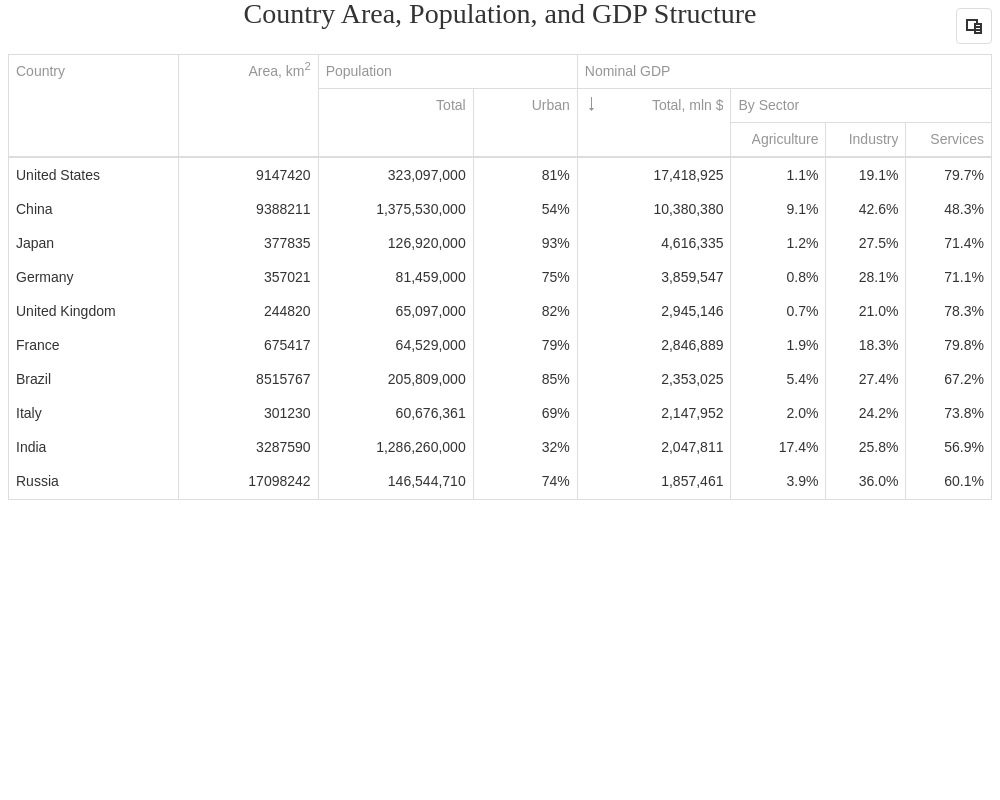 Country Area, Population, and GDP Structure
Country Area, km2 Population Nominal GDP
Total Urban Total, mln $ By Sector
Agriculture Industry Services
United States 9147420 323,097,000 81% 17,418,925 1.1% 19.1% 79.7%
China 9388211 1,375,530,000 54% 10,380,380 9.1% 42.6% 48.3%
Japan 377835 126,920,000 93% 4,616,335 1.2% 27.5% 71.4%
Germany 357021 81,459,000 75% 3,859,547 0.8% 28.1% 71.1%
United Kingdom 244820 65,097,000 82% 2,945,146 0.7% 21.0% 78.3%
France 675417 64,529,000 79% 2,846,889 1.9% 18.3% 79.8%
Brazil 8515767 205,809,000 85% 2,353,025 5.4% 27.4% 67.2%
Italy 301230 60,676,361 69% 2,147,952 2.0% 24.2% 73.8%
India 3287590 1,286,260,000 32% 2,047,811 17.4% 25.8% 56.9%
Russia 17098242 146,544,710 74% 1,857,461 3.9% 36.0% 60.1%